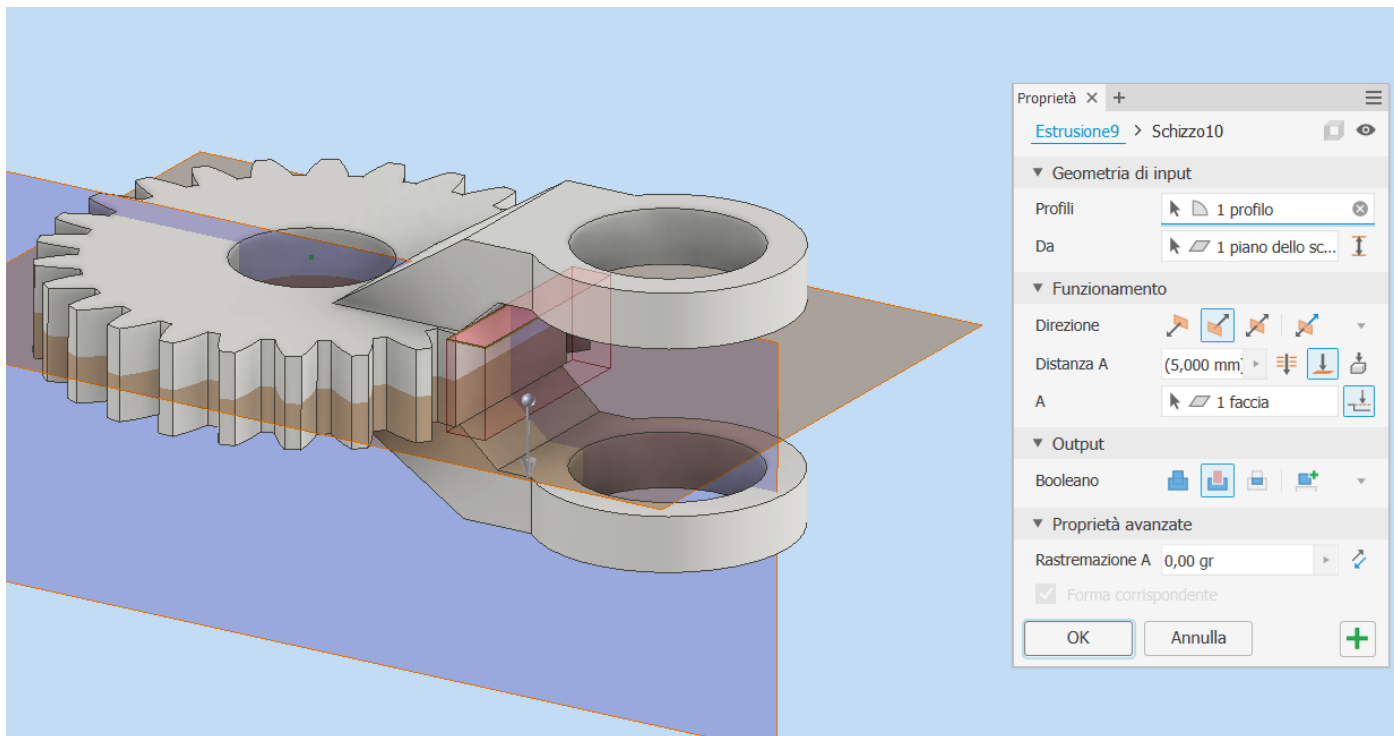 Proprietà
Estrusione9 > Schizzo10
Geometria di input
Profili 1 profilo
Da 1 piano dello sc...
Funzionamento
Direzione
Distanza A (5,000 mm)
A 1 faccia
Output
Booleano
Proprietà avanzate
Rastremazione A 0,00 gr
Forma corrispondente
OK Annulla